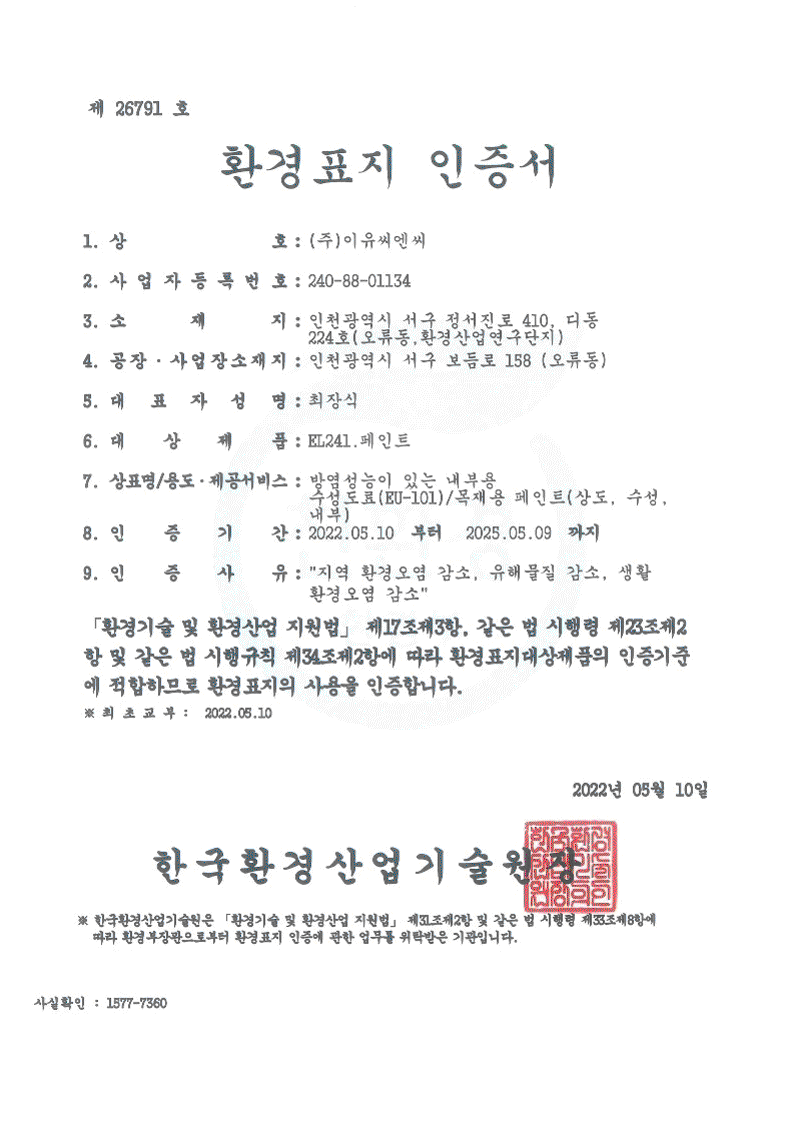 제 26791 호
환경표지 인증서
1. 상 호 : (주)이유씨엔씨
2. 사 업 자 등 록 번 호 : 240-88-01134
3. 소 재 지 : 인천광역시 서구 정서진로 410, 디동
224호(오류동,환경산업연구단지)
4. 공장 · 사업장소재지 : 인천광역시 서구 보듬로 158 (오류동)
5. 대 표 자 성 명 : 최장식
6. 대 상 제 품 : EL241.페인트
7. 상표명/용도 · 제공서비스 : 방염성능이 있는 내부용
수성도료(EU-101)/목재용 페인트(상도, 수성,
내부)
8. 인 증 기 간 : 2022.05.10 부터 2025.05.09 까지
9. 인 증 사 유 : "지역 환경오염 감소, 유해물질 감소, 생활
환경오염 감소"
「환경기술 및 환경산업 지원법」 제17조제3항, 같은 법 시행령 제23조제2
항 및 같은 법 시행규칙 제34조제2항에 따라 환경표지대상제품의 인증기준
에 적합하므로 환경표지의 사용을 인증합니다.
※ 최 초 교 부 : 2022.05.10
2022년 05월 10일
한국환경산업기술원장
※ 한국환경산업기술원은 「환경기술 및 환경산업 지원법」 제31조제2항 및 같은 법 시행령 제33조제8항에
따라 환경부장관으로부터 환경표지 인증에 관한 업무를 위탁받은 기관입니다.
사실확인 : 1577-7360